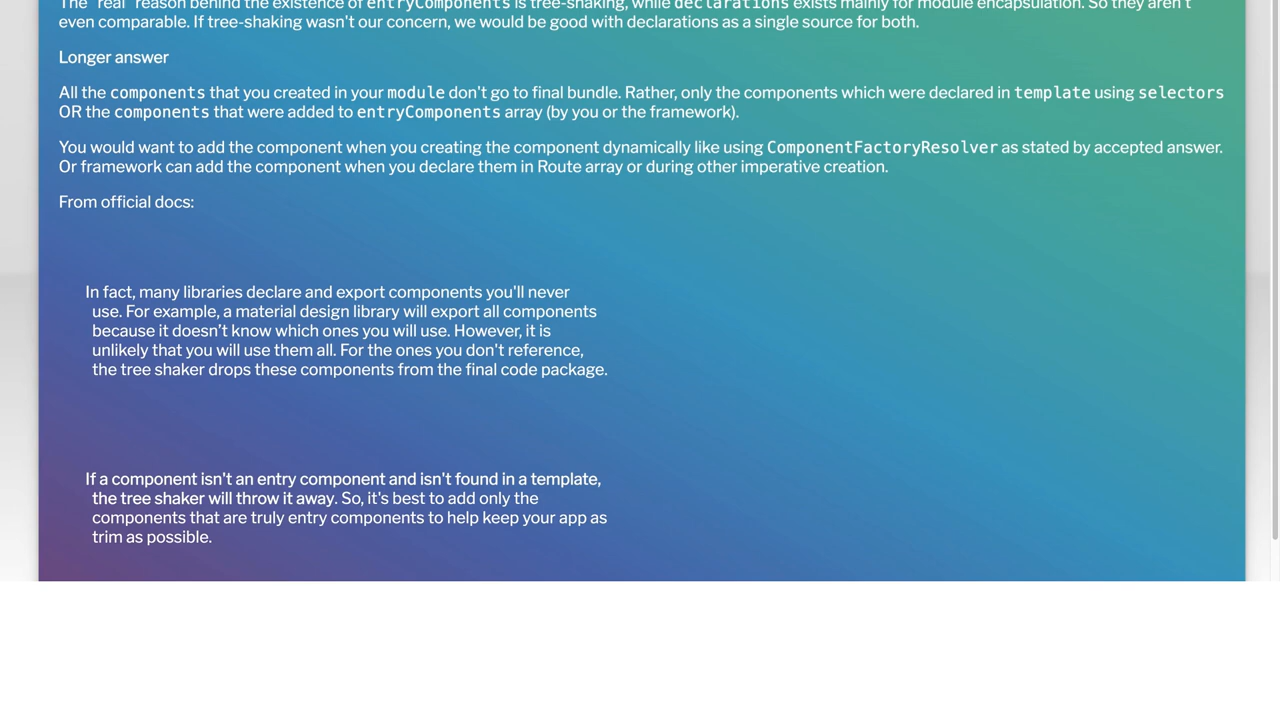 The "real" reason behind the existence of entryComponents is tree-shaking, while declarations exists mainly for module encapsulation. So they aren't
even comparable. If tree-shaking wasn't our concern, we would be good with declarations as a single source for both.
Longer answer
All the components that you created in your module don't go to final bundle. Rather, only the components which were declared in template using selectors
OR the components that were added to entryComponents array (by you or the framework).
You would want to add the component when you creating the component dynamically like using ComponentFactoryResolver as stated by accepted answer.
Or framework can add the component when you declare them in Route array or during other imperative creation.
From official docs:
In fact, many libraries declare and export components you'll never
use. For example, a material design library will export all components
because it doesn’t know which ones you will use. However, it is
unlikely that you will use them all. For the ones you don't reference,
the tree shaker drops these components from the final code package.
If a component isn't an entry component and isn't found in a template,
the tree shaker will throw it away. So, it's best to add only the
components that are truly entry components to help keep your app as
trim as possible.